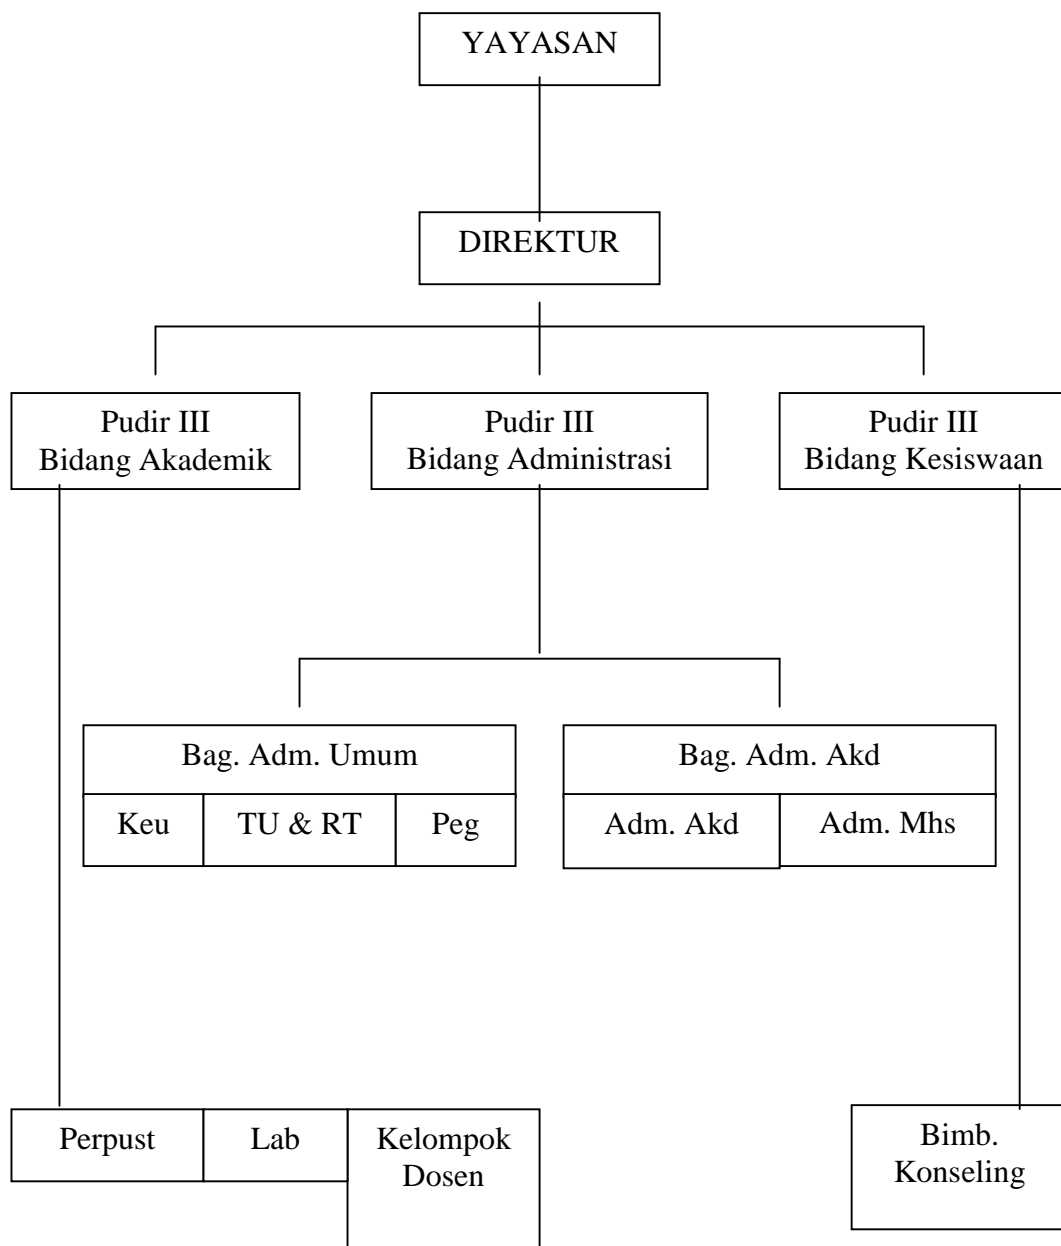 YAYASAN
DIREKTUR
Pudir III
Bidang Akademik
Pudir III
Bidang Administrasi
Pudir III
Bidang Kesiswaan
Bag. Adm. Umum
Keu
TU & RT
Peg
Bag. Adm. Akd
Adm. Akd
Adm. Mhs
Perpust
Lab
Kelompok
Dosen
Bimb.
Konseling